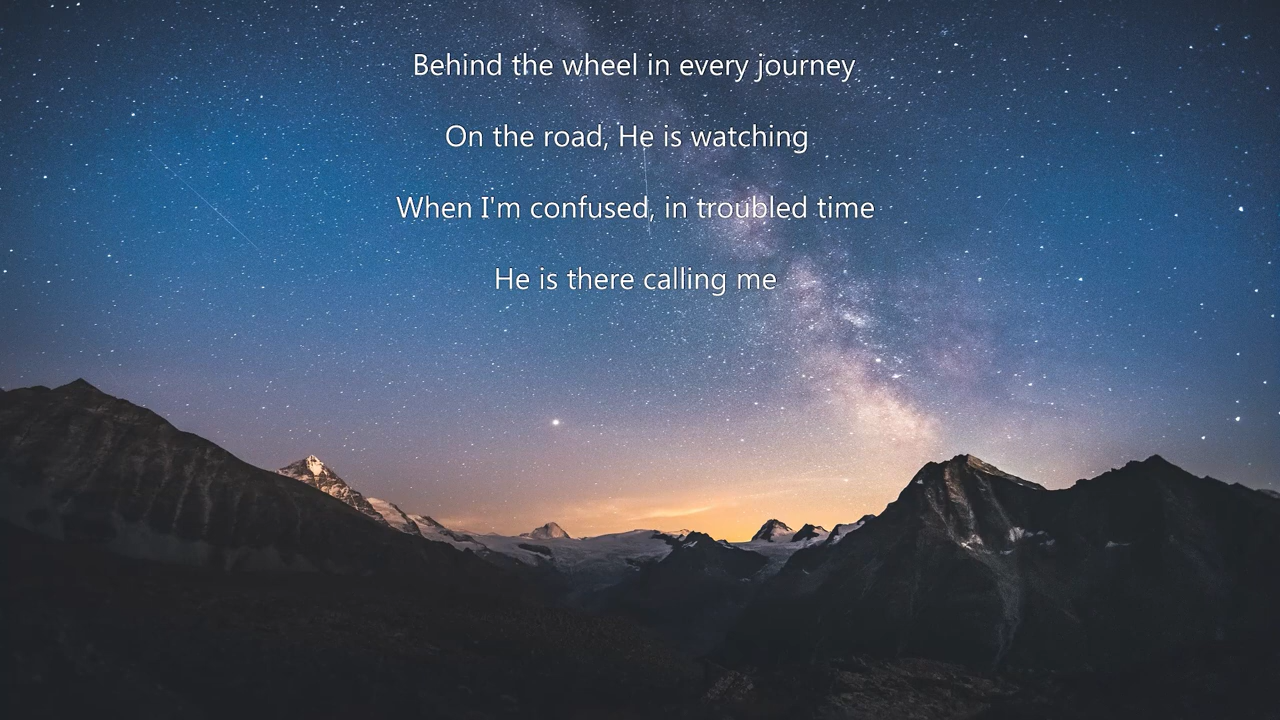 Behind the wheel in every journey
On the road, He is watching
When I'm confused, in troubled time
He is there calling me